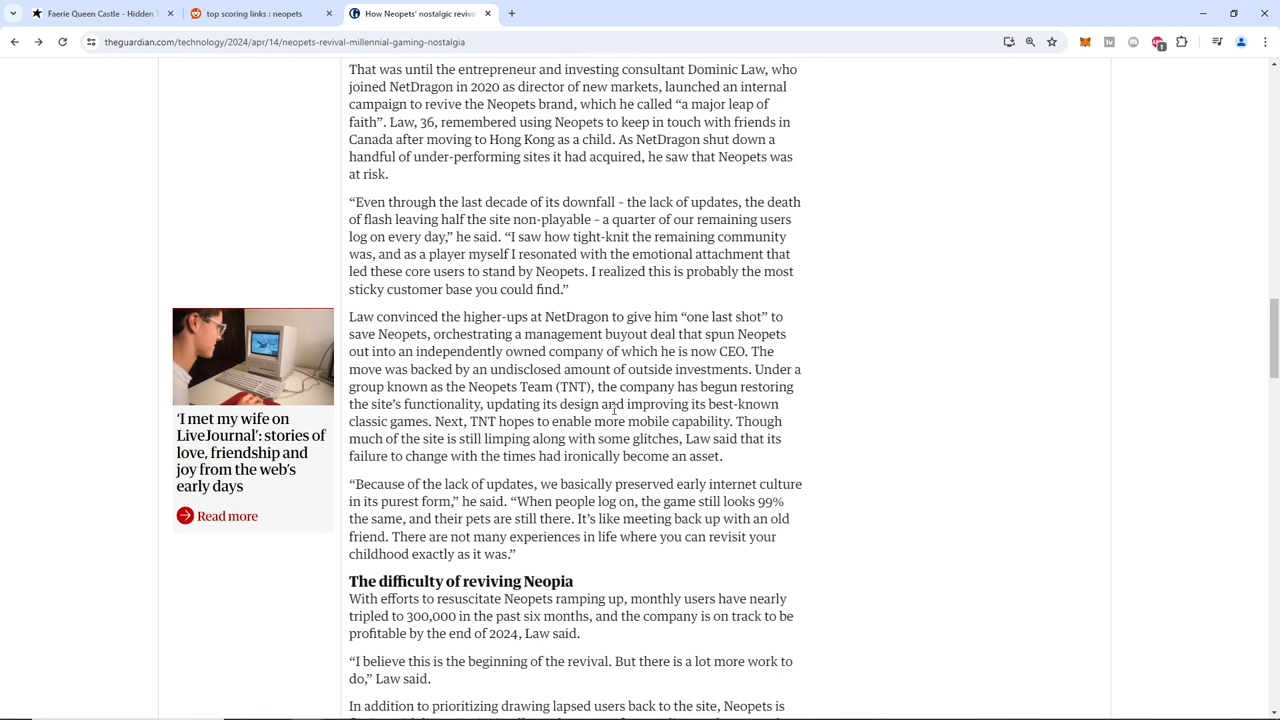 Faerie Queen Castle - Hidden T
top scoring links : neopets
How Neopets' nostalgic reviva
theguardian.com/technology/2024/apr/14/neopets-revival-millennial-gaming-nostalgia
1
That was until the entrepreneur and investing consultant Dominic Law, who
joined NetDragon in 2020 as director of new markets, launched an internal
campaign to revive the Neopets brand, which he called “a major leap of
faith”. Law, 36, remembered using Neopets to keep in touch with friends in
Canada after moving to Hong Kong as a child. As NetDragon shut down a
handful of under-performing sites it had acquired, he saw that Neopets was
at risk.
“Even through the last decade of its downfall – the lack of updates, the death
of flash leaving half the site non-playable – a quarter of our remaining users
log on every day,” he said. “I saw how tight-knit the remaining community
was, and as a player myself I resonated with the emotional attachment that
led these core users to stand by Neopets. I realized this is probably the most
sticky customer base you could find.”
Law convinced the higher-ups at NetDragon to give him “one last shot” to
save Neopets, orchestrating a management buyout deal that spun Neopets
out into an independently owned company of which he is now CEO. The
move was backed by an undisclosed amount of outside investments. Under a
group known as the Neopets Team (TNT), the company has begun restoring
the site’s functionality, updating its design and improving its best-known
classic games. Next, TNT hopes to enable more mobile capability. Though
much of the site is still limping along with some glitches, Law said that its
failure to change with the times had ironically become an asset.
‘I met my wife on
LiveJournal’: stories of
love, friendship and
joy from the web’s
early days
Read more
“Because of the lack of updates, we basically preserved early internet culture
in its purest form,” he said. “When people log on, the game still looks 99%
the same, and their pets are still there. It’s like meeting back up with an old
friend. There are not many experiences in life where you can revisit your
childhood exactly as it was.”
The difficulty of reviving Neopia
With efforts to resuscitate Neopets ramping up, monthly users have nearly
tripled to 300,000 in the past six months, and the company is on track to be
profitable by the end of 2024, Law said.
“I believe this is the beginning of the revival. But there is a lot more work to
do,” Law said.
In addition to prioritizing drawing lapsed users back to the site, Neopets is